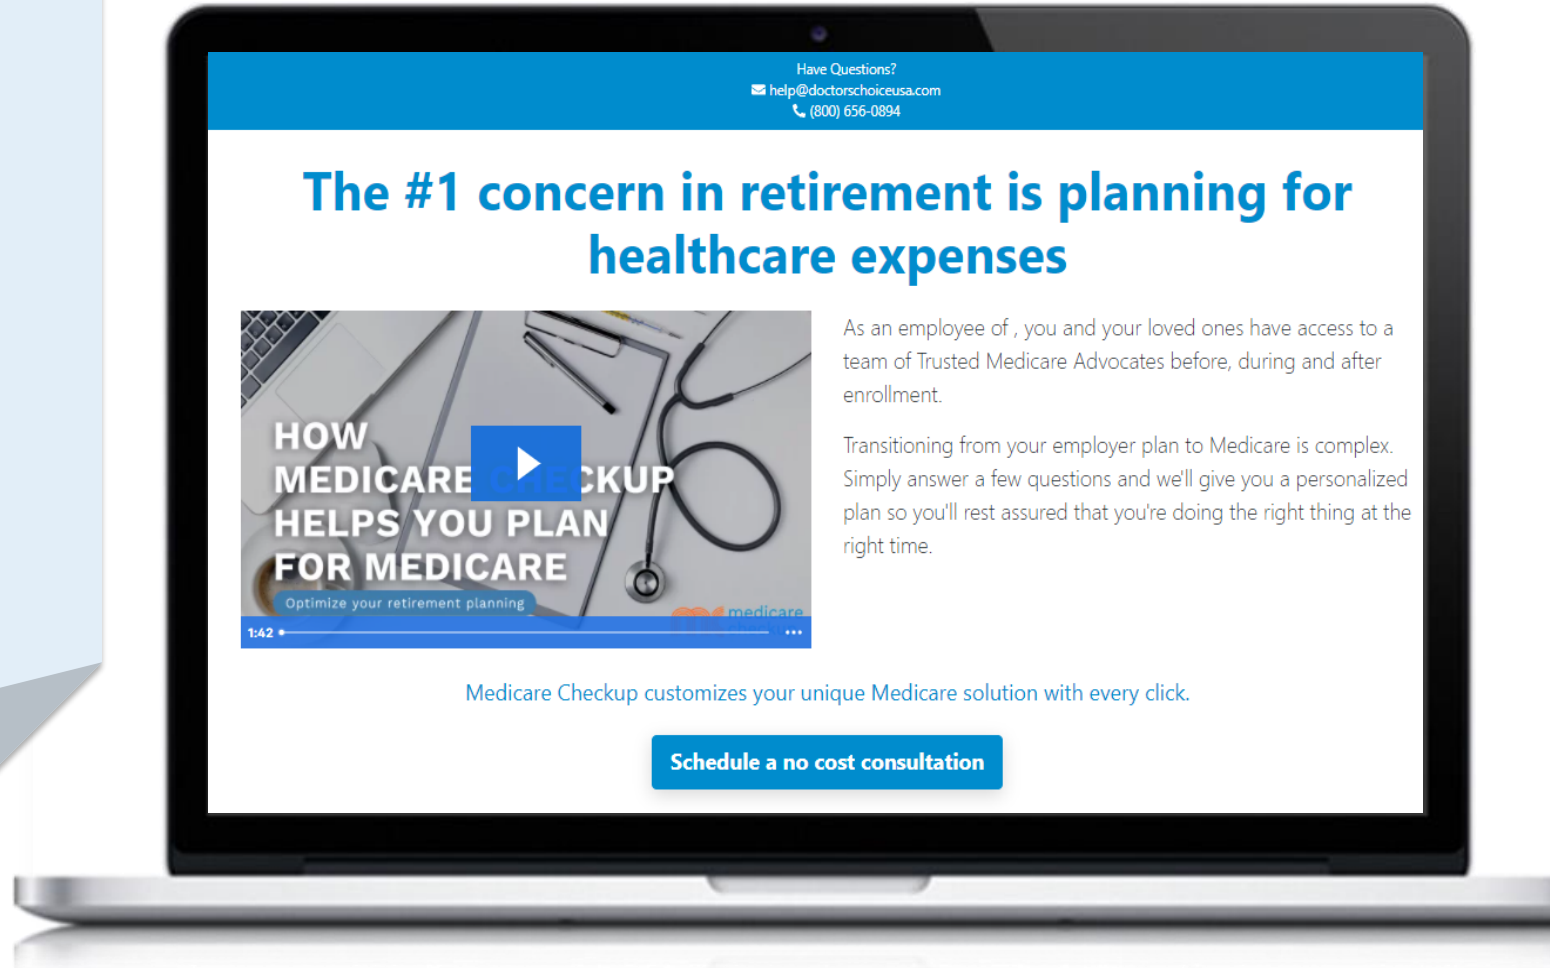 Have Questions?
help@doctorschoiceusa.com
(800) 656-0894
The #1 concern in retirement is planning for
healthcare expenses
HOW
MEDICARE CHECKUP
HELPS YOU PLAN
FOR MEDICARE
Optimize your retirement planning
medicare
checkup
1:42
As an employee of , you and your loved ones have access to a
team of Trusted Medicare Advocates before, during and after
enrollment.
Transitioning from your employer plan to Medicare is complex.
Simply answer a few questions and we'll give you a personalized
plan so you'll rest assured that you're doing the right thing at the
right time.
Medicare Checkup customizes your unique Medicare solution with every click.
Schedule a no cost consultation